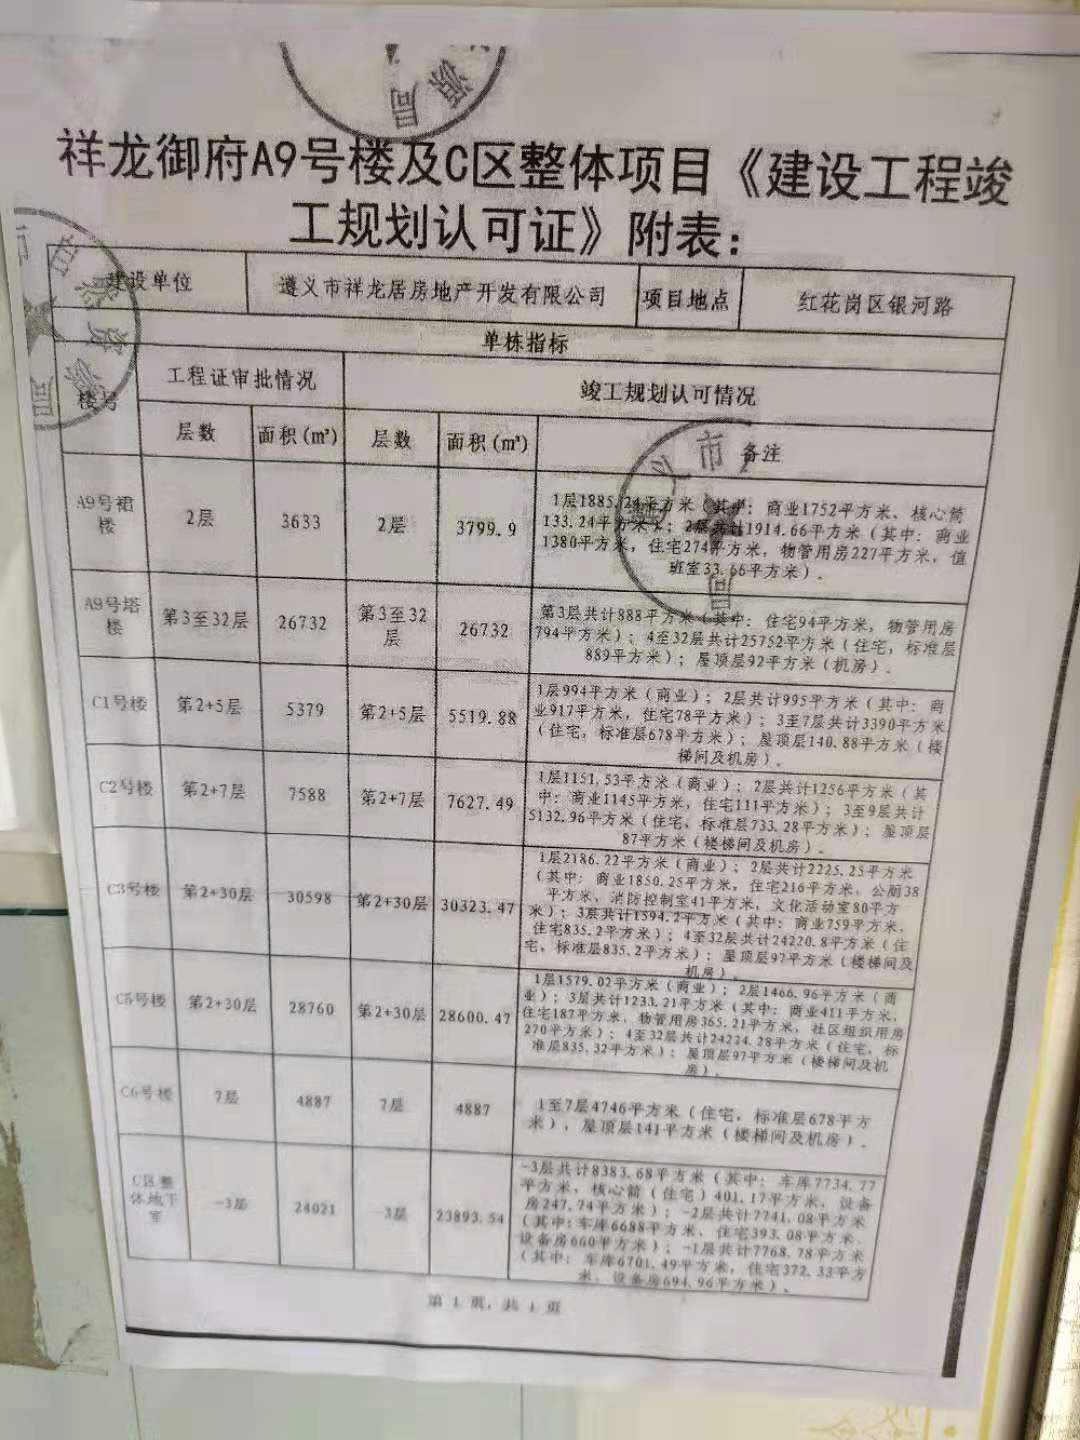 源
局
祥龙御府A9号楼及C区整体项目《建设工程竣
工规划认可证》附表:
建设单位
遵义市祥龙居房地产开发有限公司
项目地点
红花岗区银河路
单栋指标
楼号
工程证审批情况
竣工规划认可情况
层数
面积(㎡)
层数
面积(㎡)
备注
A9号裙
楼
2层
3633
2层
3799.9
1层1885.24平方米(其中: 商业1752平方米、核心筒
133.24平方米); 2层共计1914.66平方米(其中: 商业
1380平方米, 住宅274平方米, 物管用房227平方米, 值
班室33.66平方米)。
A9号塔
楼
第3至32层
26732
第3至32
层
26732
第3层共计888平方米(其中: 住宅94平方米, 物管用房
794平方米); 4至32层共计25752平方米(住宅, 标准层
889平方米); 屋顶层92平方米(机房)。
C1号楼
第2+5层
5379
第2+5层
5519.88
1层994平方米(商业); 2层共计995平方米(其中: 商
业917平方米, 住宅78平方米); 3至7层共计3390平方米
(住宅, 标准层678平方米); 屋顶层140.88平方米(楼
梯间及机房)。
C2号楼
第2+7层
7588
第2+7层
7627.49
1层1151.53平方米(商业); 2层共计1256平方米(其
中: 商业1145平方米, 住宅111平方米); 3至9层共计
5132.96平方米(住宅, 标准层733.28平方米); 屋顶层
87平方米(楼梯间及机房)。
C3号楼
第2+30层
30598
第2+30层
30323.47
1层2186.22平方米(商业); 2层共计2225.25平方米
(其中: 商业1850.25平方米, 住宅216平方米, 公厕38
平方米, 消防控制室41平方米, 文化活动室80平方
米); 3层共计1594.2平方米(其中: 商业759平方米,
住宅835.2平方米); 4至32层共计24220.8平方米(住
宅, 标准层835.2平方米); 屋顶层97平方米(楼梯间及
机房)。
C5号楼
第2+30层
28760
第2+30层
28600.47
1层1579.02平方米(商业); 2层1466.96平方米(商
业); 3层共计1233.21平方米(其中: 商业411平方米,
住宅187平方米, 物管用房365.21平方米, 社区组织用房
270平方米); 4至32层共计24224.28平方米(住宅, 标
准层835.32平方米); 屋顶层97平方米(楼梯间及机
房)。
C6号楼
7层
4887
7层
4887
1至7层4746平方米(住宅, 标准层678平方
米), 屋顶层141平方米(楼梯间及机房)。
C区整
体地下
室
-3层
24021
-3层
23893.54
-3层共计8383.68平方米(其中: 车库7734.77
平方米, 核心筒(住宅)401.17平方米, 设备
房247.74平方米); -2层共计7741.08平方米
(其中: 车库6688平方米, 住宅393.08平方米,
设备房660平方米); -1层共计7768.78平方米
(其中: 车库6701.49平方米, 住宅372.33平方
米, 设备房694.96平方米)。
第 1 页, 共 1 页